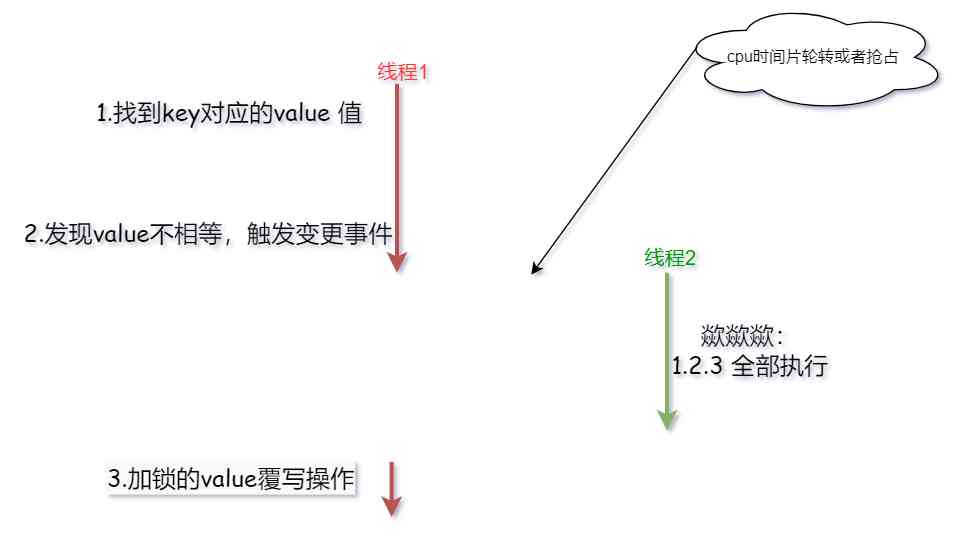 cpu时间片轮转或者抢占
线程1
1.找到key对应的value 值
2.发现value不相等，触发变更事件
线程2
欻欻欻：
1.2.3 全部执行
3.加锁的value覆写操作